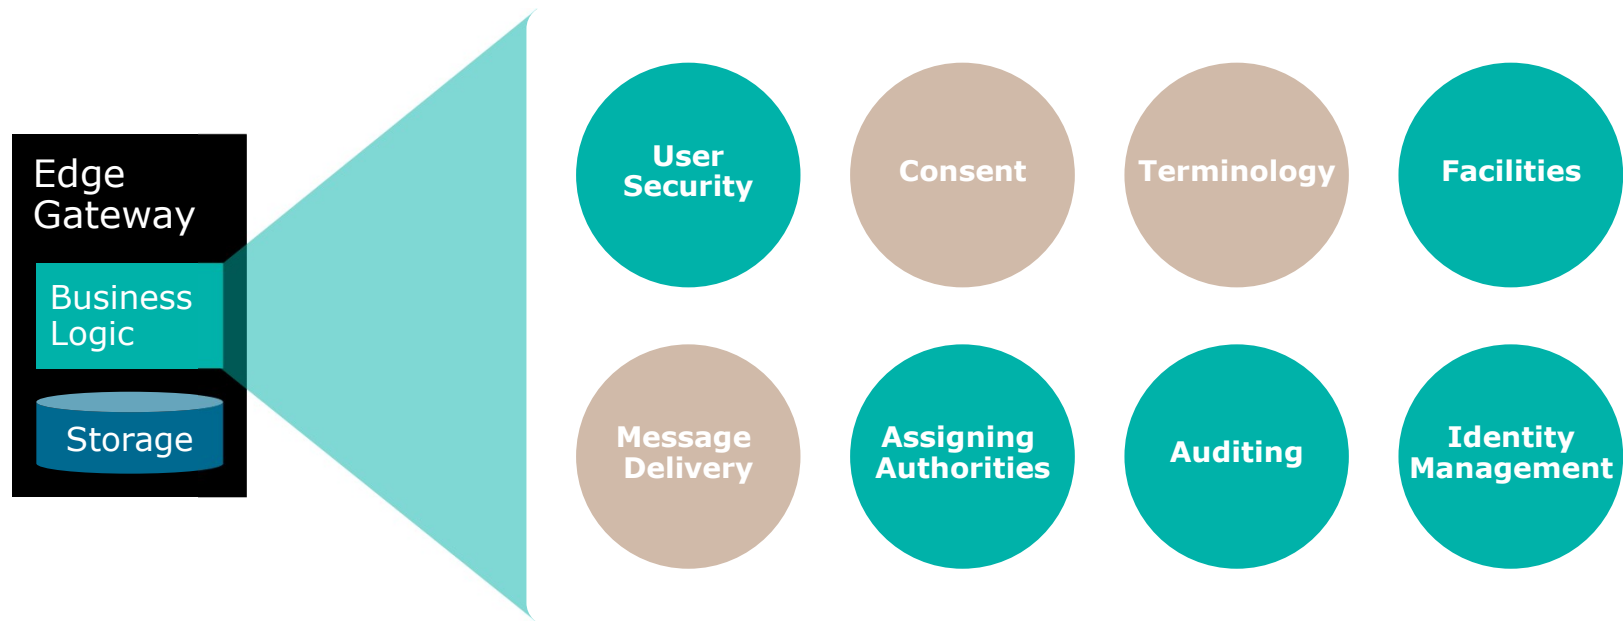 Edge
Gateway
Business
Logic
Storage
User
Security
Consent
Terminology
Facilities
Message
Delivery
Assigning
Authorities
Auditing
Identity
Management